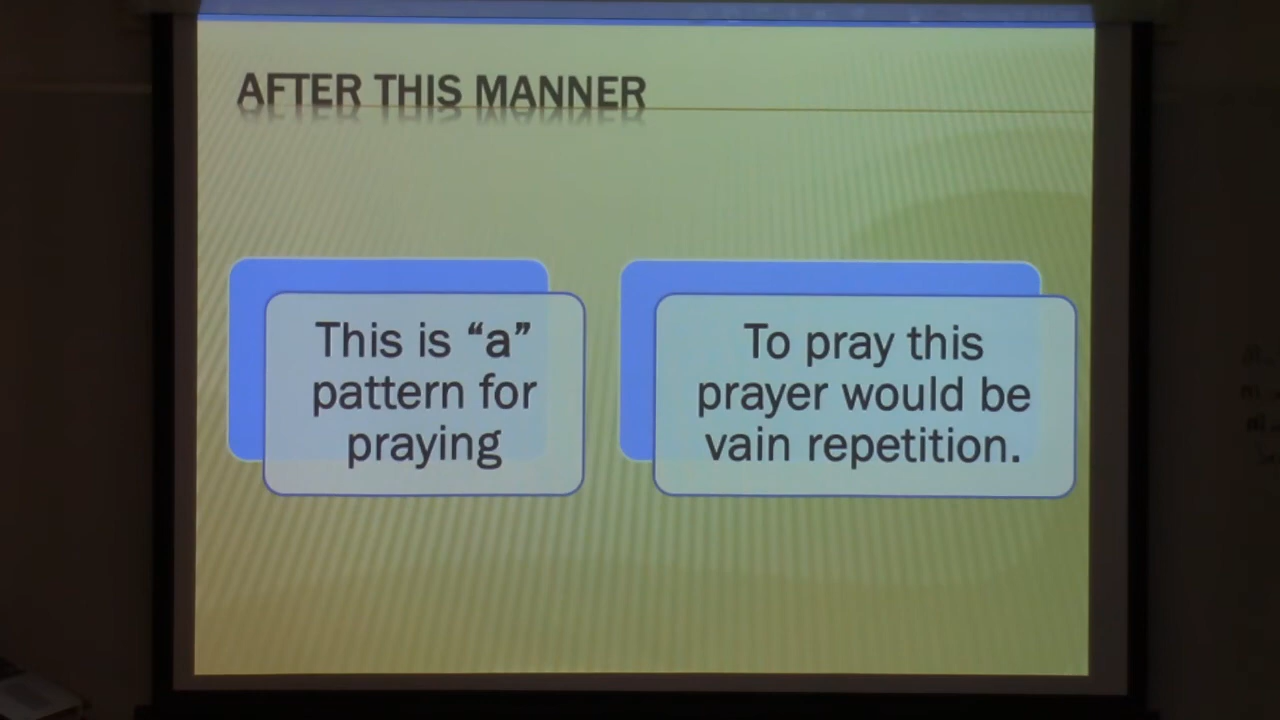 AFTER THIS MANNER
This is “a”
pattern for
praying
To pray this
prayer would be
vain repetition.